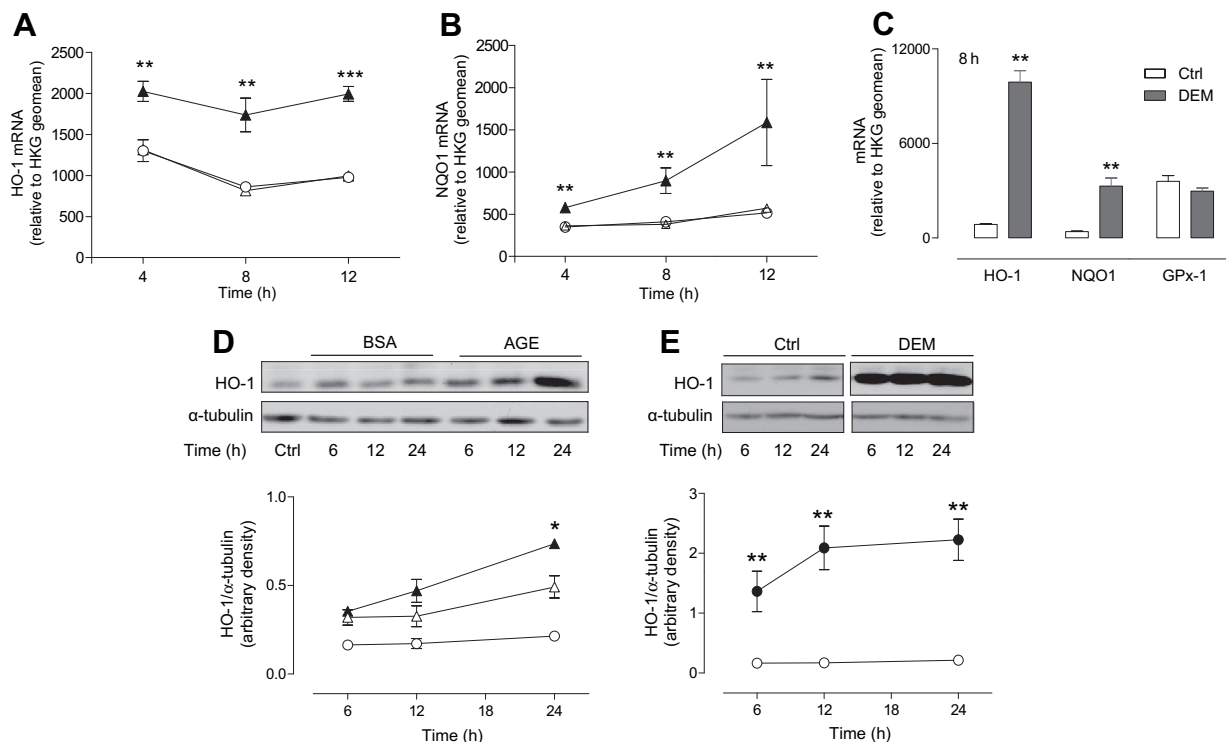 A
HO-1 mRNA
(relative to HKG geomean)
2500
2000
1500
1000
500
0
**
**
***
4
8
12
Time (h)
B
NQO1 mRNA
(relative to HKG geomean)
2500
2000
1500
1000
500
0
**
**
**
4
8
12
Time (h)
C
mRNA
(relative to HKG geomean)
12000
6000
0
8 h
**
**
Ctrl
DEM
HO-1
NQO1
GPx-1
D
BSA
AGE
HO-1
α-tubulin
Time (h)
Ctrl
6
12
24
6
12
24
HO-1/α-tubulin
(arbitrary density)
1.0
0.5
0.0
*
6
12
18
24
Time (h)
E
Ctrl
DEM
HO-1
α-tubulin
Time (h)
6
12
24
6
12
24
HO-1/α-tubulin
(arbitrary density)
3
2
1
0
**
**
**
6
12
18
24
Time (h)